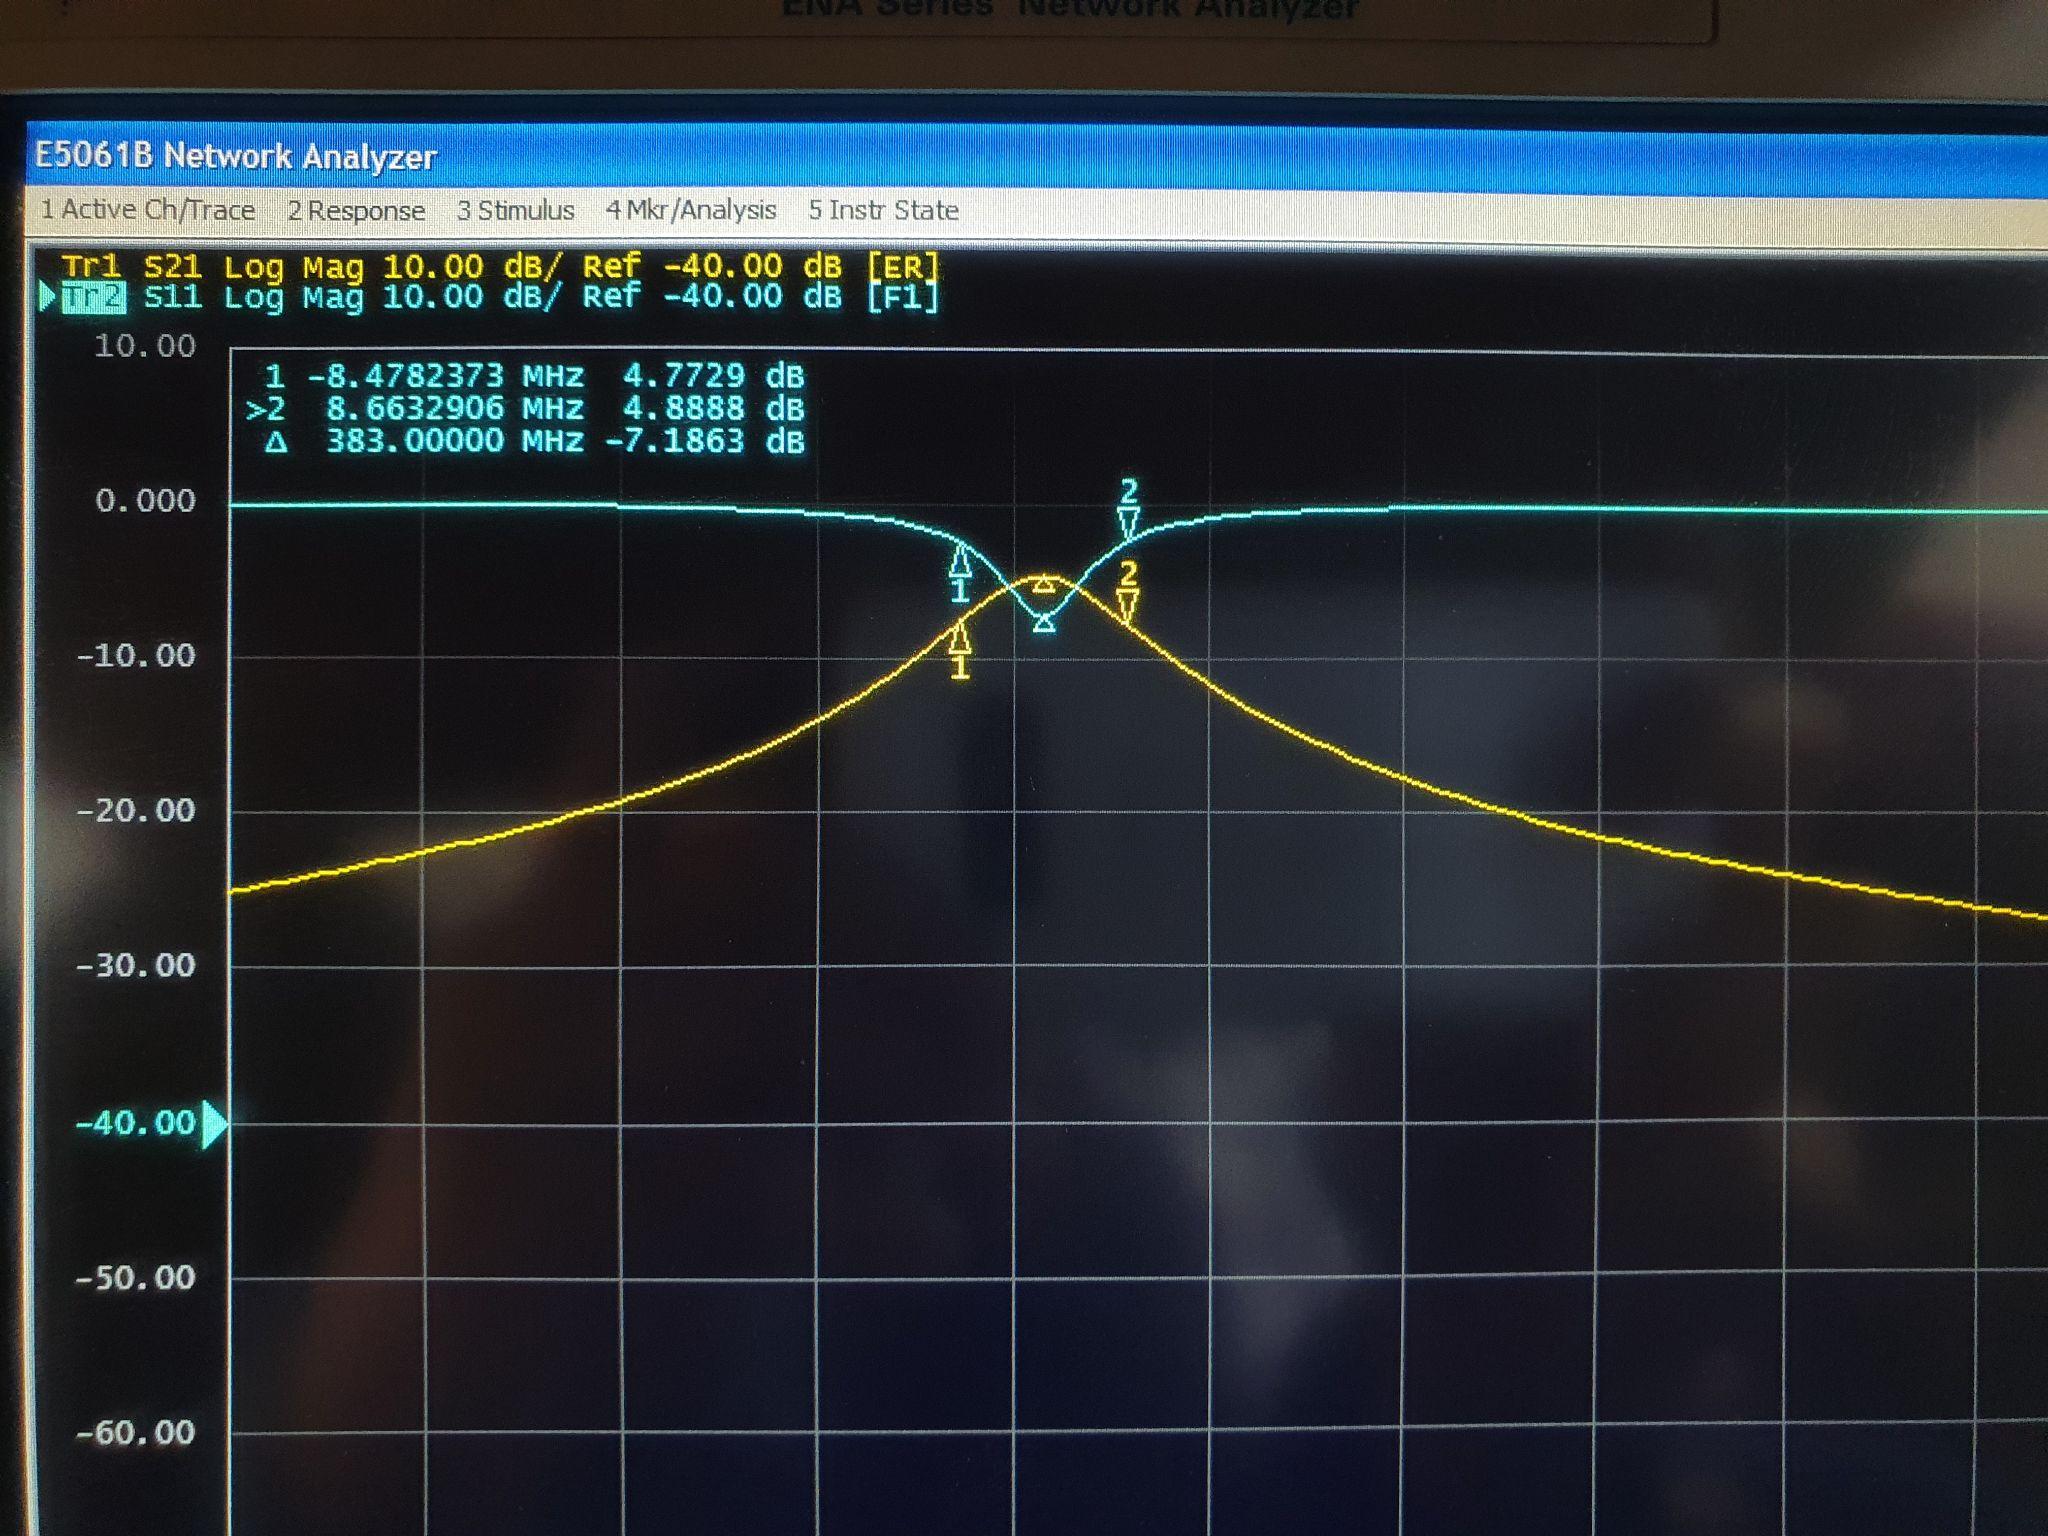 ENA Series Network Analyzer
E5061B Network Analyzer
1 Active Ch/Trace 2 Response 3 Stimulus 4 Mkr/Analysis 5 Instr State
Tr1 S21 Log Mag 10.00 dB/ Ref -40.00 dB [ER]
Tr2 S11 Log Mag 10.00 dB/ Ref -40.00 dB [F1]
10.00
1 -8.4782373 MHz 4.7729 dB
>2 8.6632906 MHz 4.8888 dB
Δ 383.00000 MHz -7.1863 dB
0.000
2
1
2
-10.00
1
-20.00
-30.00
-40.00
-50.00
-60.00